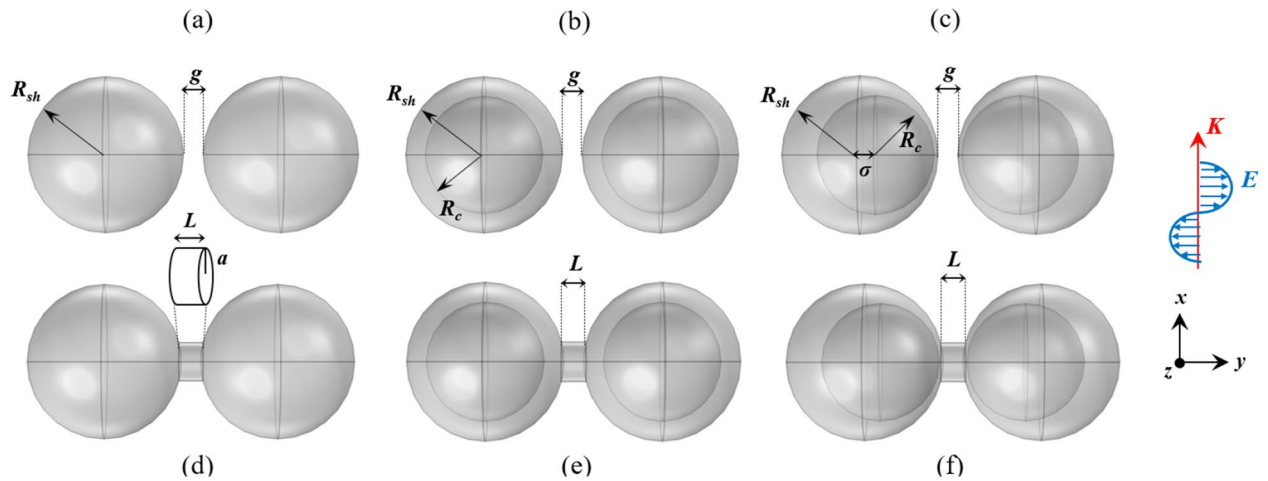 (a)
(b)
(c)
g
R_sh
g
R_sh
R_c
g
R_sh
R_c
σ
K
E
L
a
L
L
x
z
y
(d)
(e)
(f)